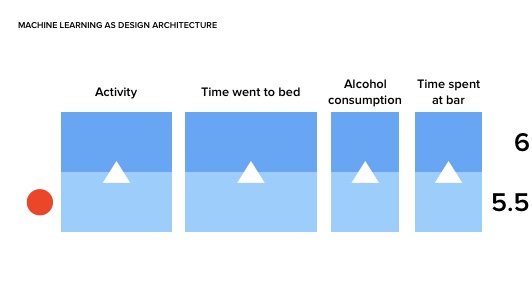 MACHINE LEARNING AS DESIGN ARCHITECTURE
Activity
Time went to bed
Alcohol
consumption
Time spent
at bar
6
5.5